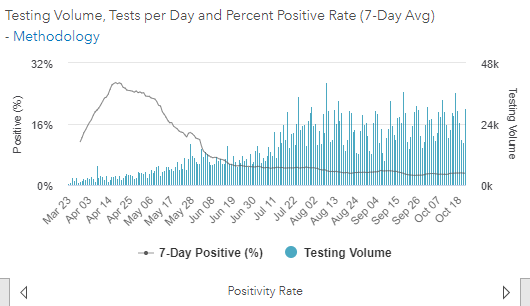 Testing Volume, Tests per Day and Percent Positive Rate (7-Day Avg)
- Methodology
32%
48k
16%
24k
0%
0k
Positive (%)
Testing Volume
Mar 23
Apr 03
Apr 14
Apr 25
May 06
May 17
May 28
Jun 08
Jun 19
Jun 30
Jul 11
Jul 22
Aug 02
Aug 13
Aug 24
Sep 04
Sep 15
Sep 26
Oct 07
Oct 18
7-Day Positive (%)
Testing Volume
Positivity Rate